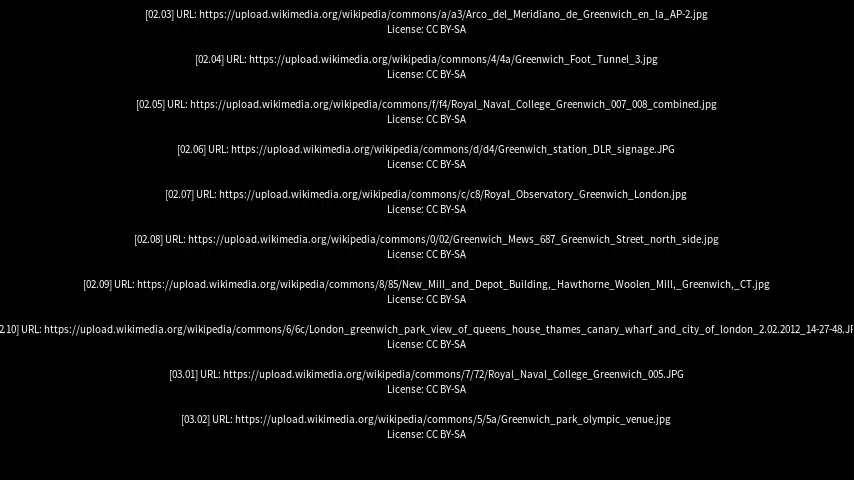 [02.03] URL: https://upload.wikimedia.org/wikipedia/commons/a/a3/Arco_del_Meridiano_de_Greenwich_en_la_AP-2.jpg
License: CC BY-SA
[02.04] URL: https://upload.wikimedia.org/wikipedia/commons/4/4a/Greenwich_Foot_Tunnel_3.jpg
License: CC BY-SA
[02.05] URL: https://upload.wikimedia.org/wikipedia/commons/f/f4/Royal_Naval_College_Greenwich_007_008_combined.jpg
License: CC BY-SA
[02.06] URL: https://upload.wikimedia.org/wikipedia/commons/d/d4/Greenwich_station_DLR_signage.JPG
License: CC BY-SA
[02.07] URL: https://upload.wikimedia.org/wikipedia/commons/c/c8/Royal_Observatory_Greenwich_London.jpg
License: CC BY-SA
[02.08] URL: https://upload.wikimedia.org/wikipedia/commons/0/02/Greenwich_Mews_687_Greenwich_Street_north_side.jpg
License: CC BY-SA
[02.09] URL: https://upload.wikimedia.org/wikipedia/commons/8/85/New_Mill_and_Depot_Building,_Hawthorne_Woolen_Mill,_Greenwich,_CT.jpg
License: CC BY-SA
2.10] URL: https://upload.wikimedia.org/wikipedia/commons/6/6c/London_greenwich_park_view_of_queens_house_thames_canary_wharf_and_city_of_london_2.02.2012_14-27-48.JP
License: CC BY-SA
[03.01] URL: https://upload.wikimedia.org/wikipedia/commons/7/72/Royal_Naval_College_Greenwich_005.JPG
License: CC BY-SA
[03.02] URL: https://upload.wikimedia.org/wikipedia/commons/5/5a/Greenwich_park_olympic_venue.jpg
License: CC BY-SA